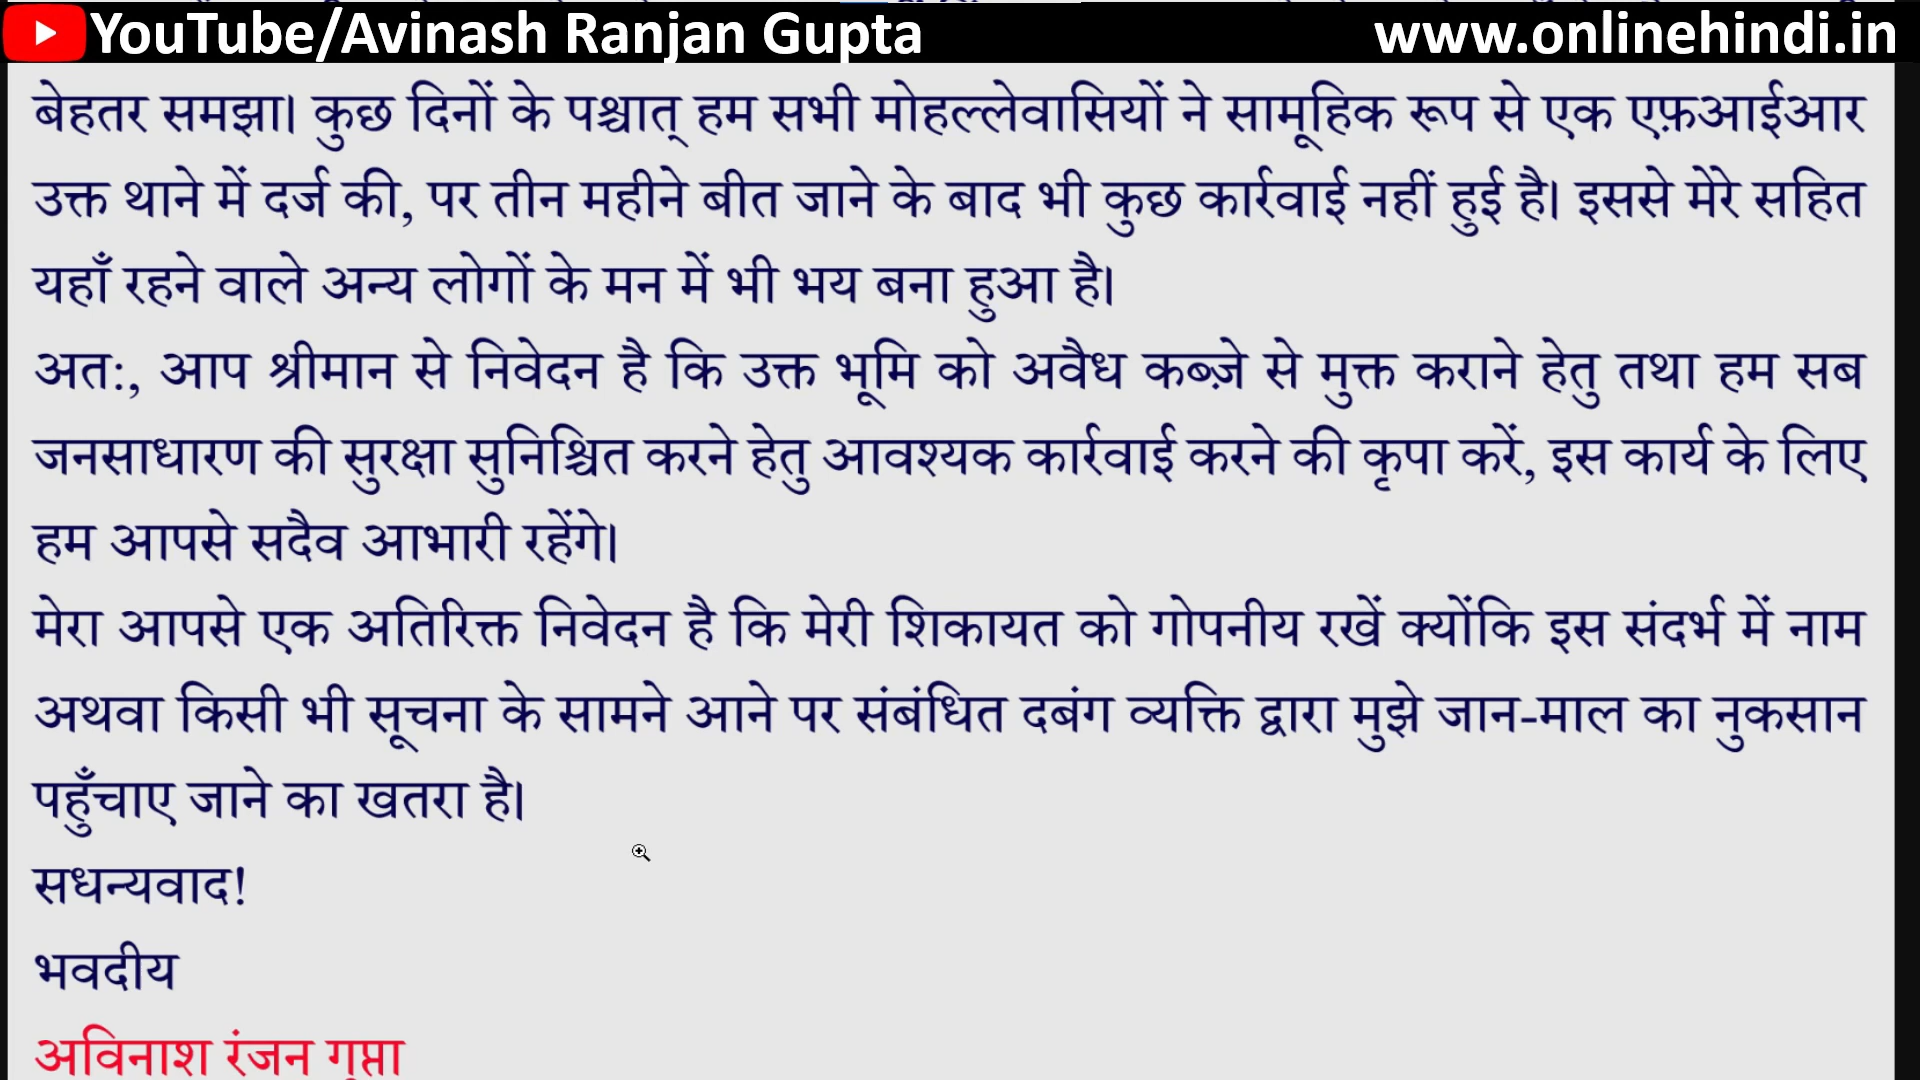 YouTube/Avinash Ranjan Gupta www.onlinehindi.in
बेहतर समझा। कुछ दिनों के पश्चात् हम सभी मोहल्लेवासियों ने सामूहिक रूप से एक एफ़आईआर
उक्त थाने में दर्ज की, पर तीन महीने बीत जाने के बाद भी कुछ कार्रवाई नहीं हुई है। इससे मेरे सहित
यहाँ रहने वाले अन्य लोगों के मन में भी भय बना हुआ है।
अत:, आप श्रीमान से निवेदन है कि उक्त भूमि को अवैध कब्ज़े से मुक्त कराने हेतु तथा हम सब
जनसाधारण की सुरक्षा सुनिश्चित करने हेतु आवश्यक कार्रवाई करने की कृपा करें, इस कार्य के लिए
हम आपसे सदैव आभारी रहेंगे।
मेरा आपसे एक अतिरिक्त निवेदन है कि मेरी शिकायत को गोपनीय रखें क्योंकि इस संदर्भ में नाम
अथवा किसी भी सूचना के सामने आने पर संबंधित दबंग व्यक्ति द्वारा मुझे जान-माल का नुकसान
पहुँचाए जाने का खतरा है।
सधन्यवाद!
भवदीय
अविनाश रंजन गुप्ता